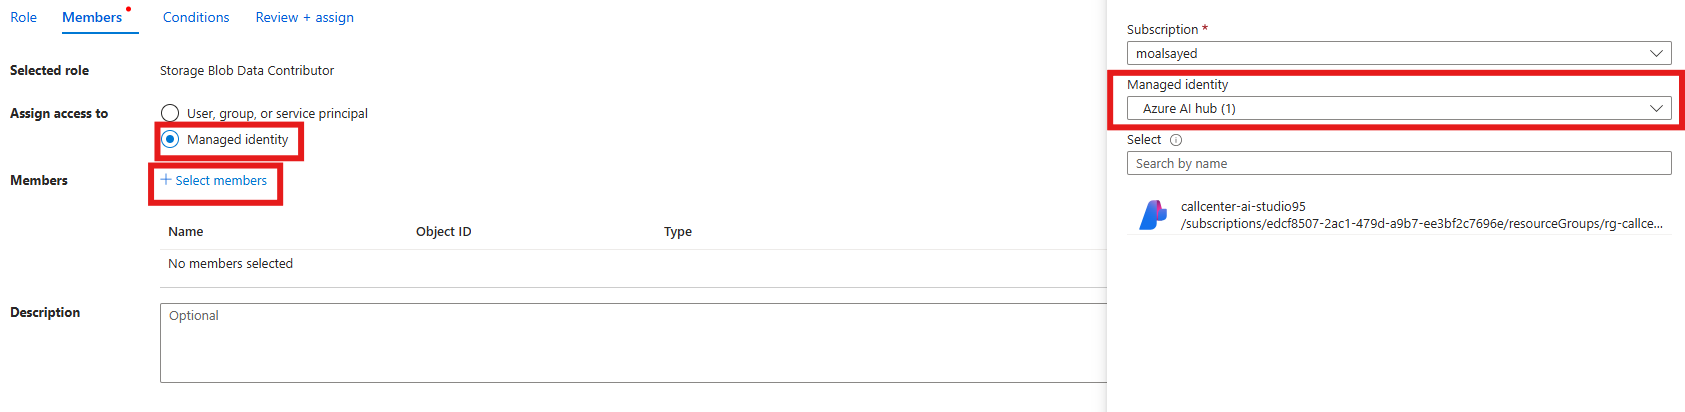 Role Members Conditions Review + assign
Selected role Storage Blob Data Contributor
Assign access to User, group, or service principal
Managed identity
Members + Select members
Name Object ID Type
No members selected
Description Optional
Subscription *
moalsayed
Managed identity
Azure AI hub (1)
Select
Search by name
callcenter-ai-studio95
/subscriptions/edcf8507-2ac1-479d-a9b7-ee3bf2c7696e/resourceGroups/rg-callce...